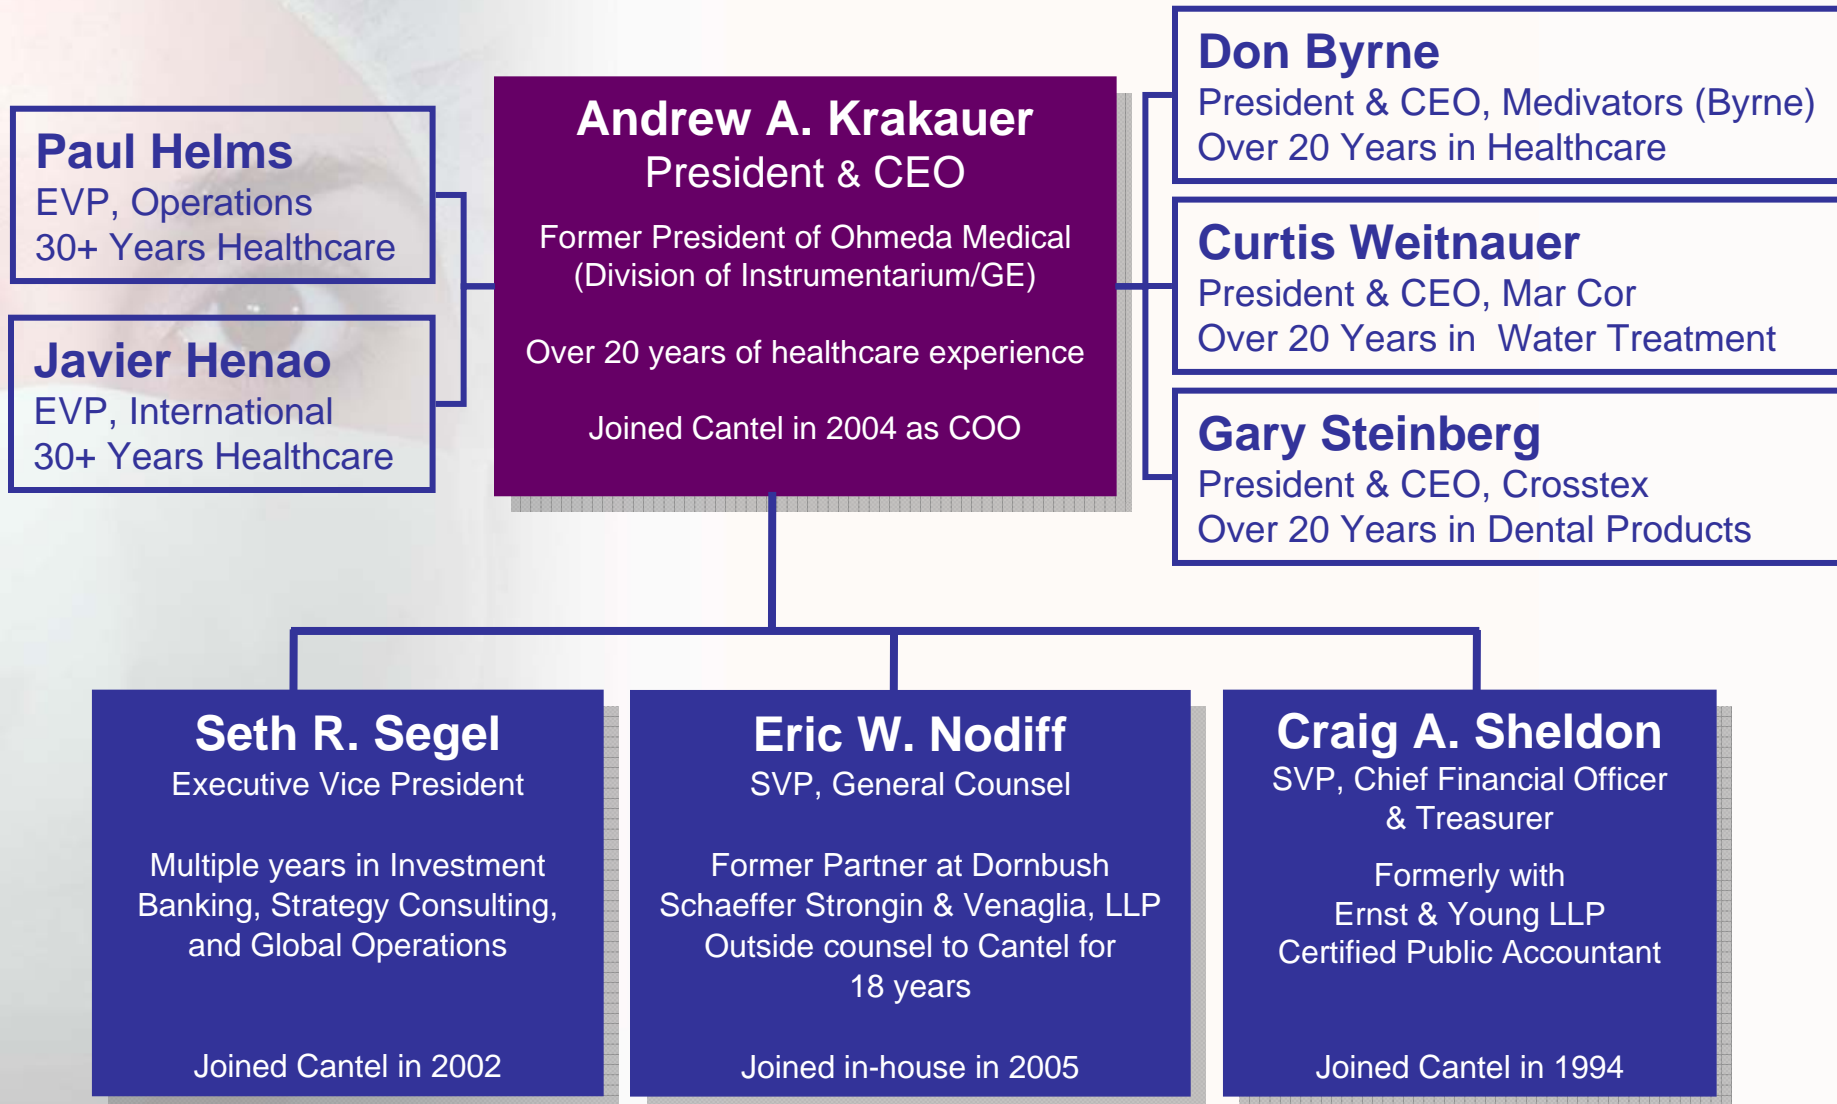 Paul Helms
EVP, Operations
30+ Years Healthcare
Javier Henao
EVP, International
30+ Years Healthcare
Andrew A. Krakauer
President & CEO
Former President of Ohmeda Medical
(Division of Instrumentarium/GE)
Over 20 years of healthcare experience
Joined Cantel in 2004 as COO
Don Byrne
President & CEO, Medivators (Byrne)
Over 20 Years in Healthcare
Curtis Weitnauer
President & CEO, Mar Cor
Over 20 Years in Water Treatment
Gary Steinberg
President & CEO, Crosstex
Over 20 Years in Dental Products
Seth R. Segel
Executive Vice President
Multiple years in Investment
Banking, Strategy Consulting,
and Global Operations
Joined Cantel in 2002
Eric W. Nodiff
SVP, General Counsel
Former Partner at Dornbush
Schaeffer Strongin & Venaglia, LLP
Outside counsel to Cantel for
18 years
Joined in-house in 2005
Craig A. Sheldon
SVP, Chief Financial Officer
& Treasurer
Formerly with
Ernst & Young LLP
Certified Public Accountant
Joined Cantel in 1994